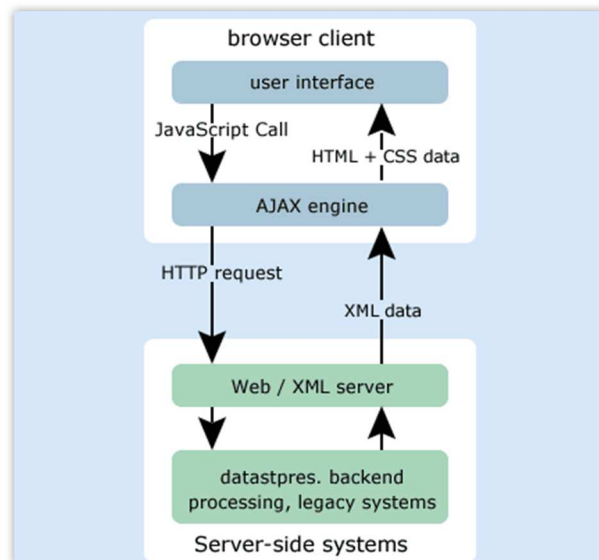 browser client
user interface
JavaScript Call
HTML + CSS data
AJAX engine
HTTP request
XML data
Web / XML server
datastpres. backend
processing, legacy systems
Server-side systems